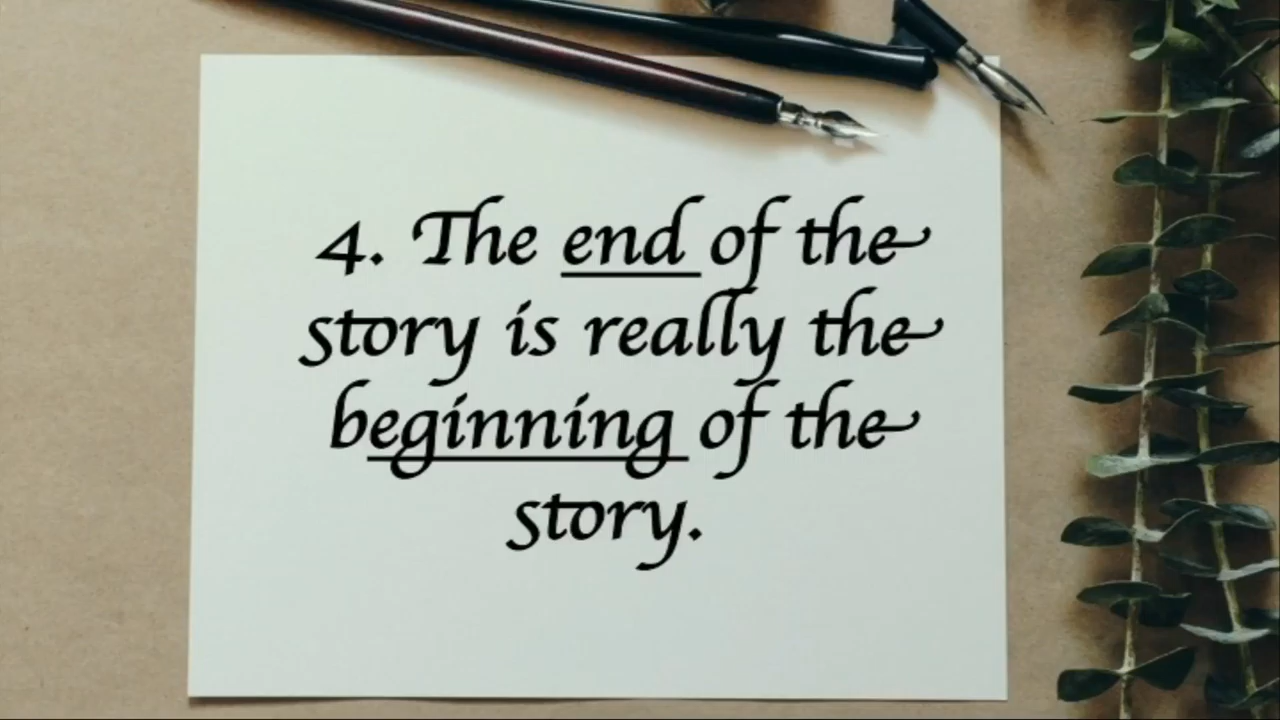 4. The end of the
story is really the
beginning of the
story.